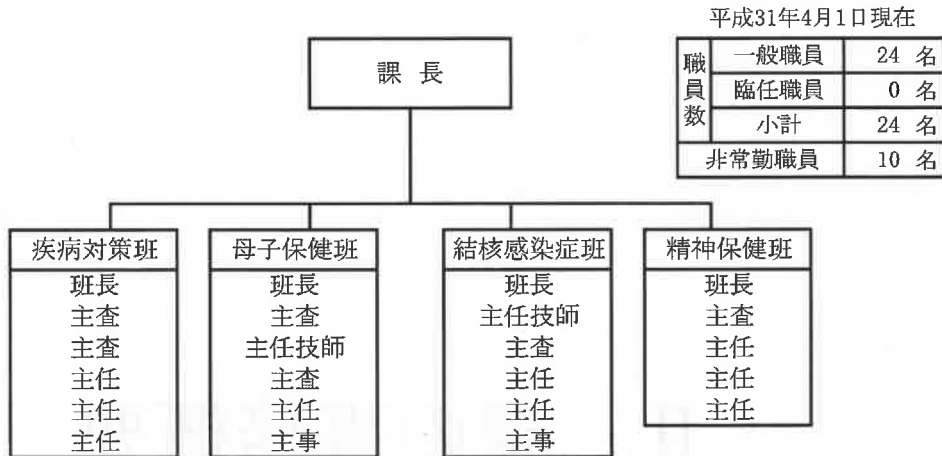 平成31年4月1日現在
職員数
一般職員 24 名
臨任職員 0 名
小計 24 名
非常勤職員 10 名
課 長
疾病対策班
班長
主査
主査
主任
主任
主任
母子保健班
班長
主査
主任技師
主査
主任
主事
結核感染症班
班長
主任技師
主査
主任
主任
主事
精神保健班
班長
主査
主任
主任
主任